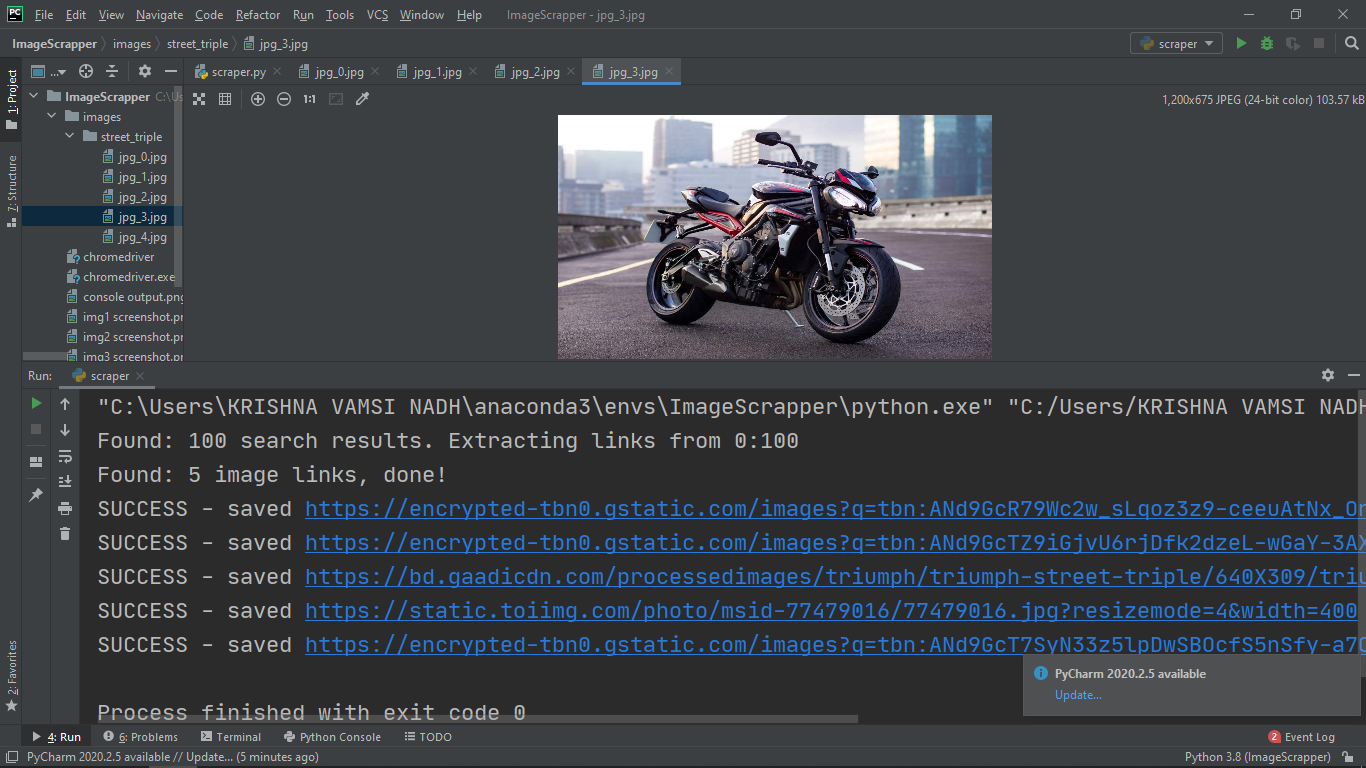 PC File Edit View Navigate Code Refactor Run Tools VCS Window Help ImageScrapper - jpg_3.jpg
ImageScrapper images street_triple jpg_3.jpg scraper
1: Project
7: Structure
2: Favorites
... scraper.py jpg_0.jpg jpg_1.jpg jpg_2.jpg jpg_3.jpg
ImageScrapper C:\Us
images
street_triple
jpg_0.jpg
jpg_1.jpg
jpg_2.jpg
jpg_3.jpg
jpg_4.jpg
chromedriver
chromedriver.exe
console output.png
img1 screenshot.pr
img2 screenshot.pr
img3 screenshot.pr
1:1 1,200x675 JPEG (24-bit color) 103.57 kB
Run: scraper
"C:\Users\KRISHNA VAMSI NADH\anaconda3\envs\ImageScrapper\python.exe" "C:/Users/KRISHNA VAMSI NADH
Found: 100 search results. Extracting links from 0:100
Found: 5 image links, done!
SUCCESS - saved https://encrypted-tbn0.gstatic.com/images?q=tbn:ANd9GcR79Wc2w_sLqoz3z9-ceeuAtNx_Or
SUCCESS - saved https://encrypted-tbn0.gstatic.com/images?q=tbn:ANd9GcTZ9iGjvU6rjDfk2dzeL-wGaY-3AX
SUCCESS - saved https://bd.gaadicdn.com/processedimages/triumph/triumph-street-triple/640X309/triu
SUCCESS - saved https://static.toiimg.com/photo/msid-77479016/77479016.jpg?resizemode=4&width=400
SUCCESS - saved https://encrypted-tbn0.gstatic.com/images?q=tbn:ANd9GcT7SyN33z5lpDwSBOcfS5nSfy-a7
Process finished with exit code 0
PyCharm 2020.2.5 available
Update...
4: Run 6: Problems Terminal Python Console TODO 2 Event Log
PyCharm 2020.2.5 available // Update... (5 minutes ago) Python 3.8 (ImageScrapper)